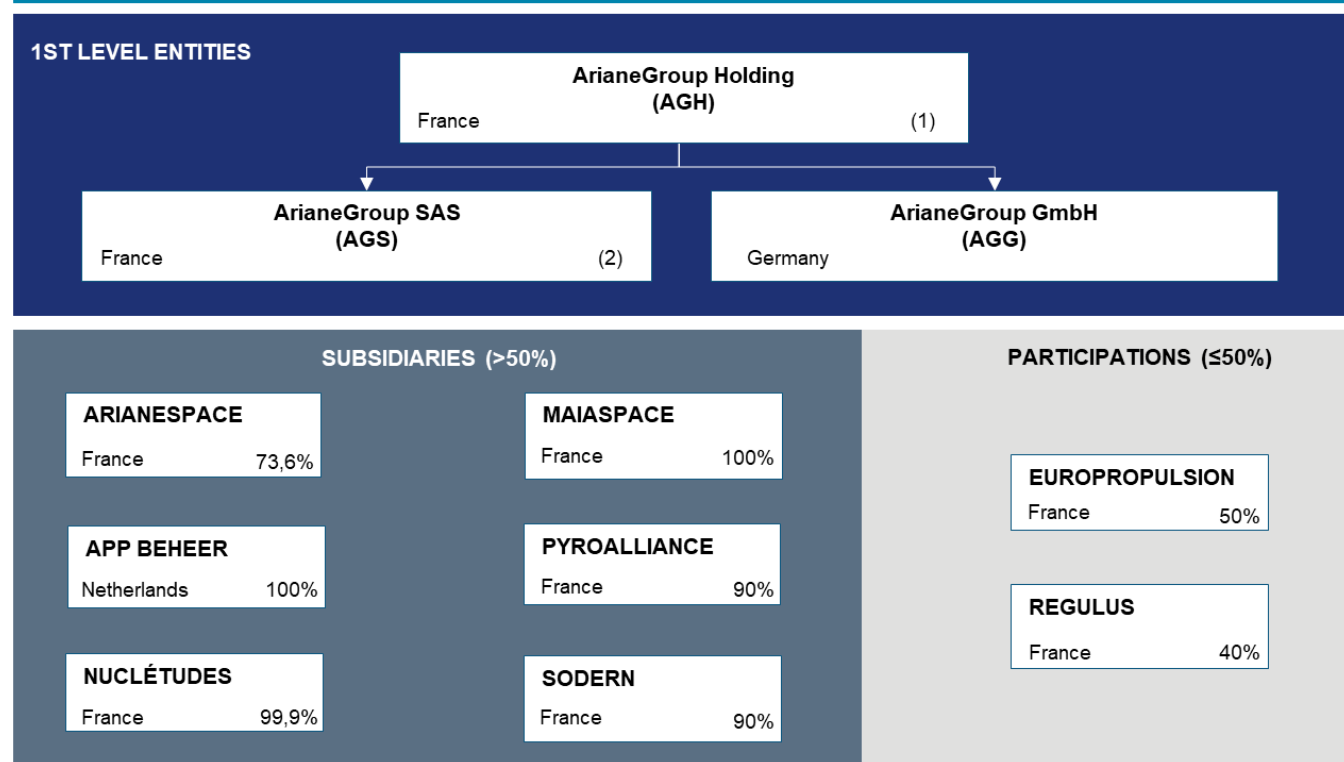 1ST LEVEL ENTITIES
ArianeGroup Holding
(AGH)
France (1)
ArianeGroup SAS
(AGS)
France (2)
ArianeGroup GmbH
(AGG)
Germany
SUBSIDIARIES (>50%)
ARIANESPACE
France 73,6%
MAIASPACE
France 100%
APP BEHEER
Netherlands 100%
PYROALLIANCE
France 90%
NUCLÉTUDES
France 99,9%
SODERN
France 90%
PARTICIPATIONS (≤50%)
EUROPROPULSION
France 50%
REGULUS
France 40%